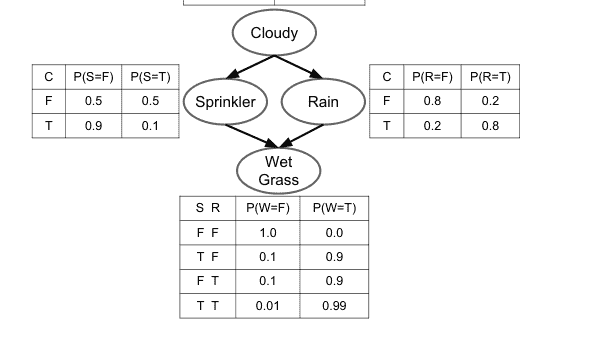 Cloudy
C P(S=F) P(S=T)
F 0.5 0.5
T 0.9 0.1
Sprinkler
Rain
C P(R=F) P(R=T)
F 0.8 0.2
T 0.2 0.8
Wet
Grass
S R P(W=F) P(W=T)
F F 1.0 0.0
T F 0.1 0.9
F T 0.1 0.9
T T 0.01 0.99